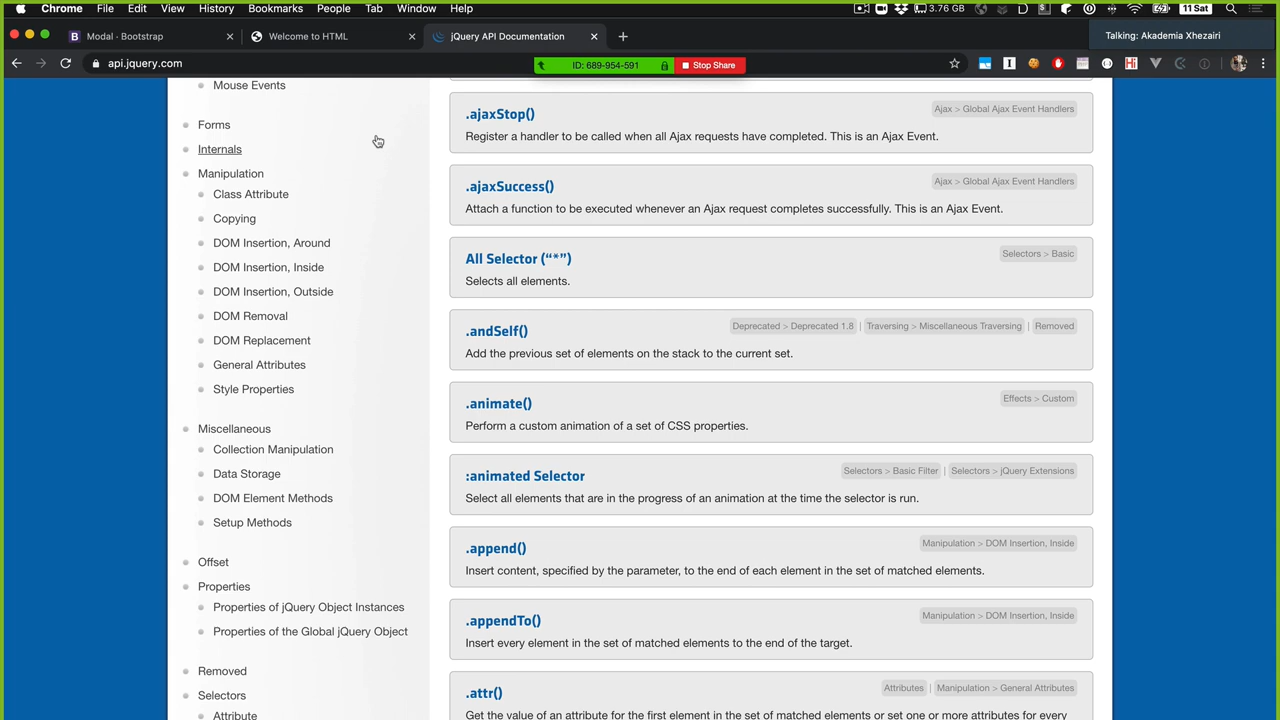 Chrome File Edit View History Bookmarks People Tab Window Help 3.76 GB 11 Sat
Modal · Bootstrap Welcome to HTML jQuery API Documentation Talking: Akademia Xhezairi
api.jquery.com ID: 689-954-591 Stop Share
Mouse Events
Forms
Internals
Manipulation
Class Attribute
Copying
DOM Insertion, Around
DOM Insertion, Inside
DOM Insertion, Outside
DOM Removal
DOM Replacement
General Attributes
Style Properties
Miscellaneous
Collection Manipulation
Data Storage
DOM Element Methods
Setup Methods
Offset
Properties
Properties of jQuery Object Instances
Properties of the Global jQuery Object
Removed
Selectors
Attribute
.ajaxStop() Ajax > Global Ajax Event Handlers
Register a handler to be called when all Ajax requests have completed. This is an Ajax Event.
.ajaxSuccess() Ajax > Global Ajax Event Handlers
Attach a function to be executed whenever an Ajax request completes successfully. This is an Ajax Event.
All Selector (“*”) Selectors > Basic
Selects all elements.
.andSelf() Deprecated > Deprecated 1.8 | Traversing > Miscellaneous Traversing | Removed
Add the previous set of elements on the stack to the current set.
.animate() Effects > Custom
Perform a custom animation of a set of CSS properties.
:animated Selector Selectors > Basic Filter | Selectors > jQuery Extensions
Select all elements that are in the progress of an animation at the time the selector is run.
.append() Manipulation > DOM Insertion, Inside
Insert content, specified by the parameter, to the end of each element in the set of matched elements.
.appendTo() Manipulation > DOM Insertion, Inside
Insert every element in the set of matched elements to the end of the target.
.attr() Attributes | Manipulation > General Attributes
Get the value of an attribute for the first element in the set of matched elements or set one or more attributes for every